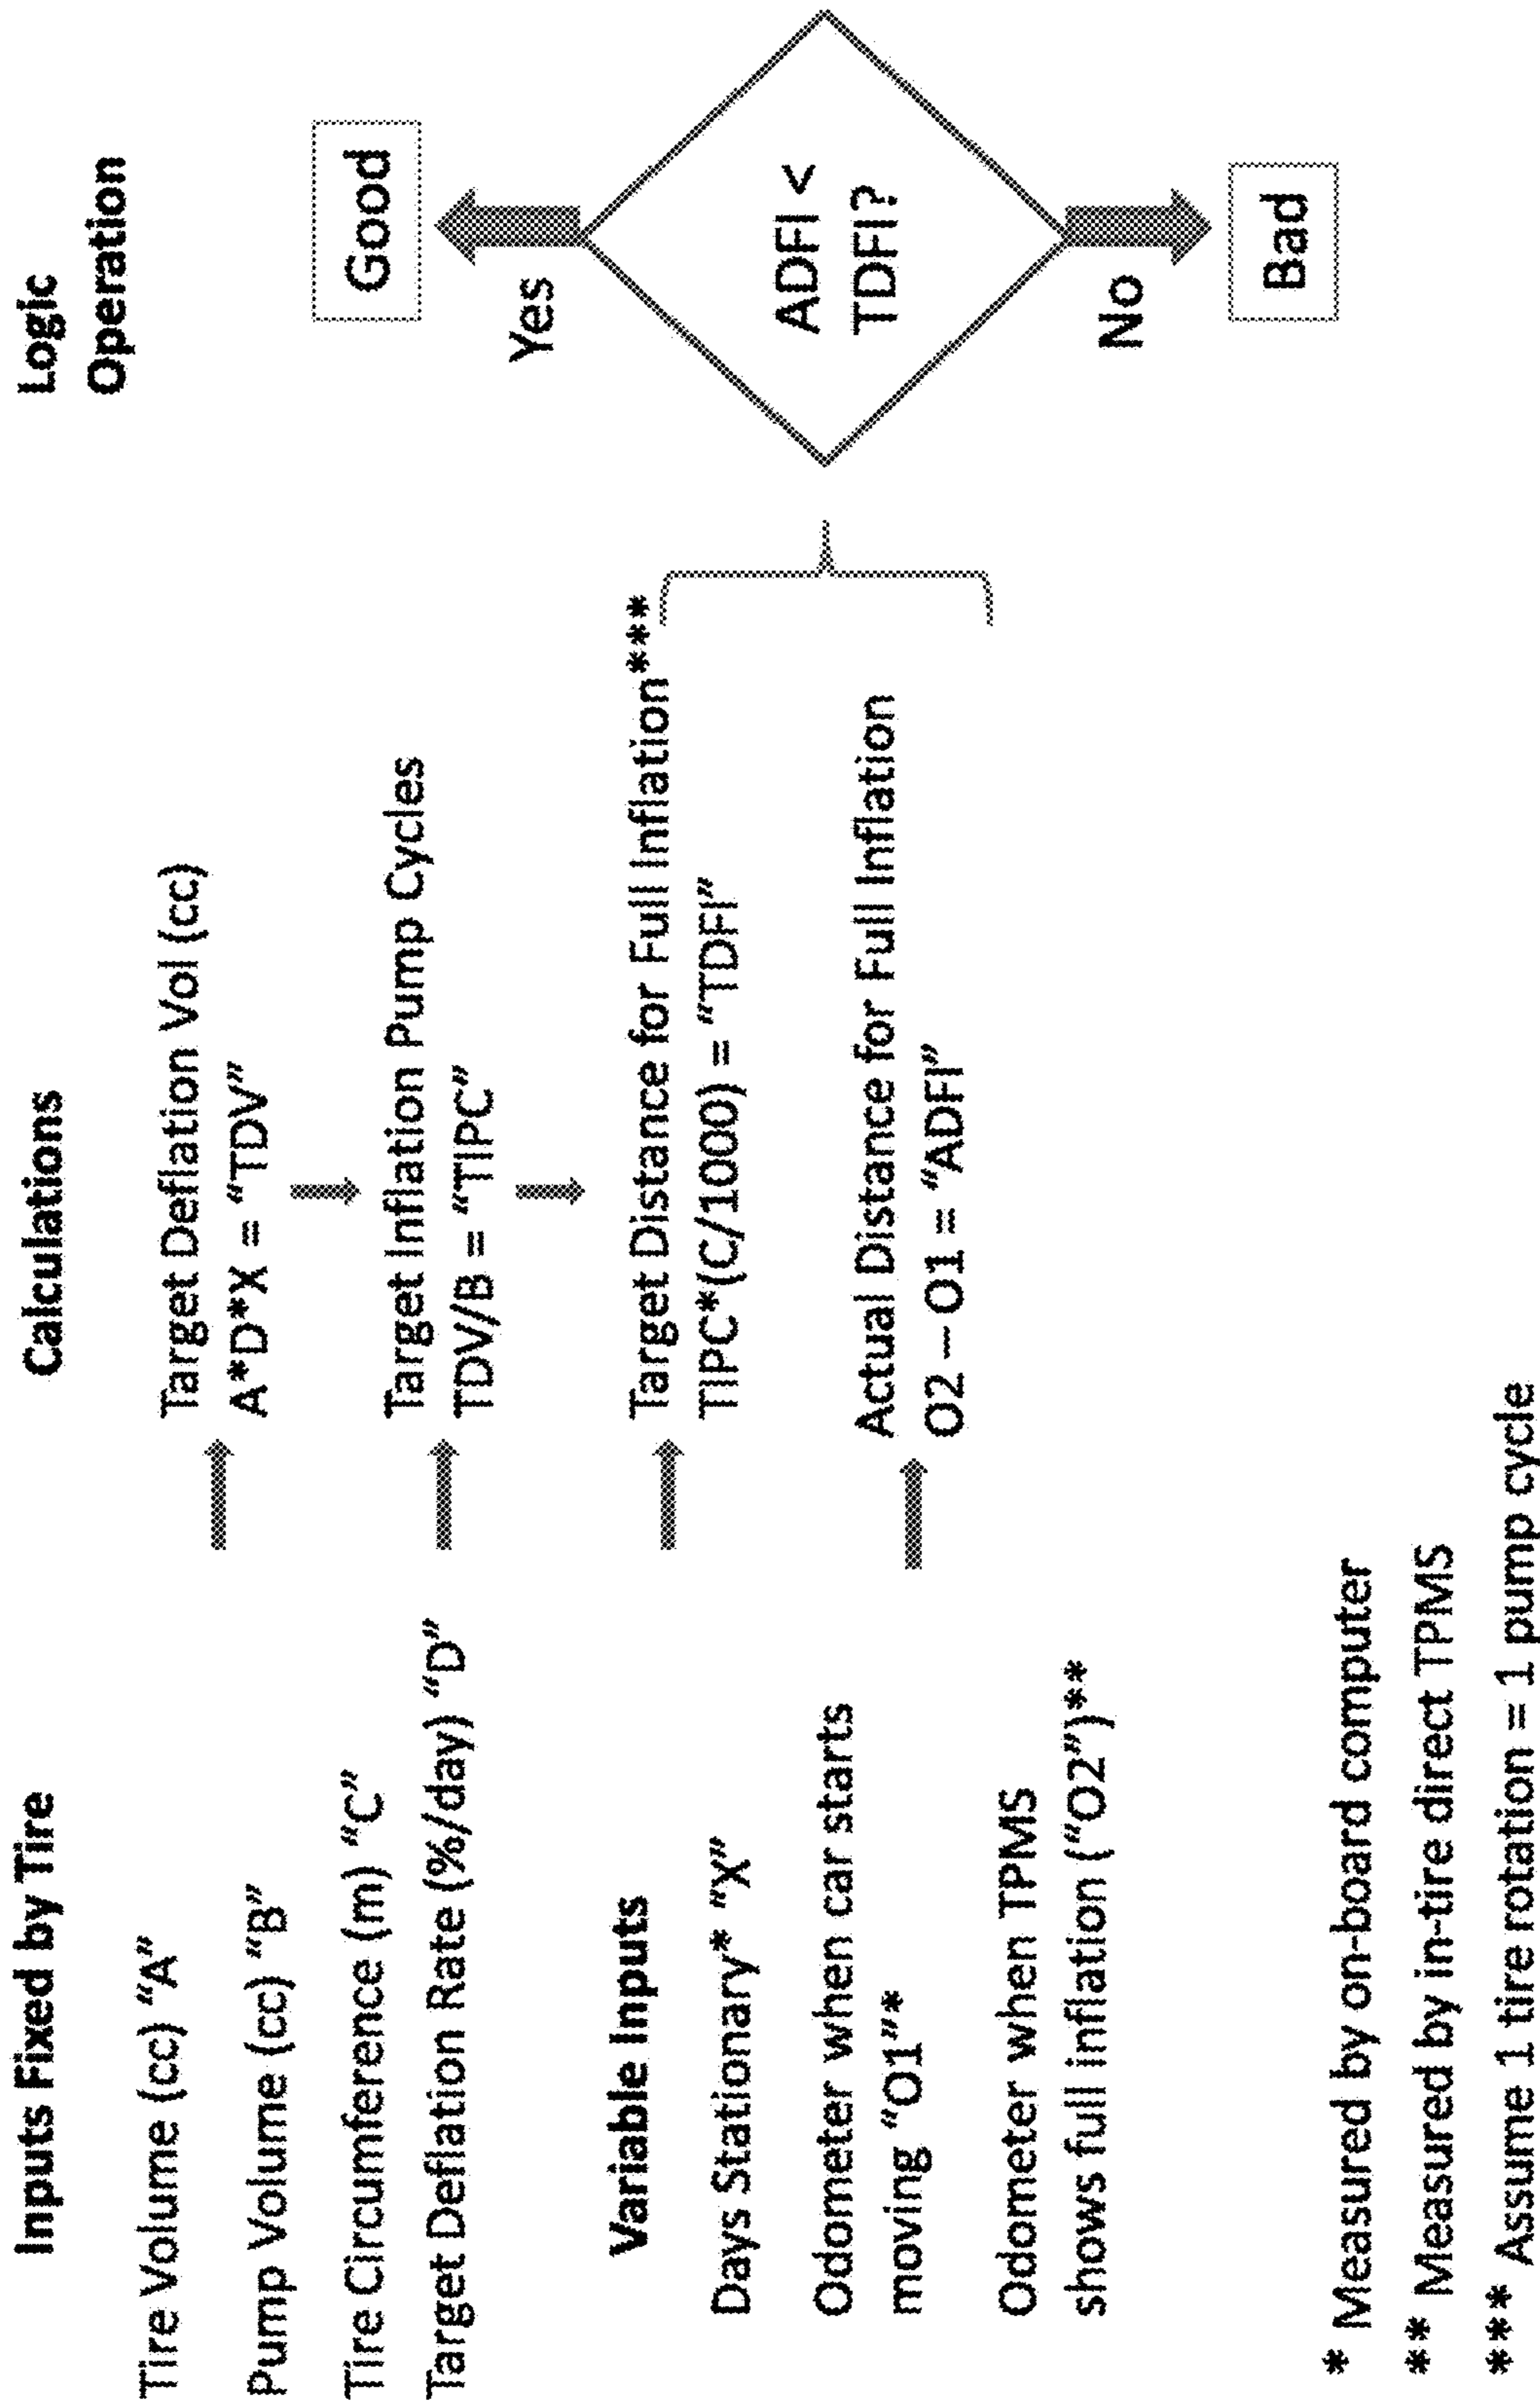 Inputs Fixed by Tire
Tire Volume (cc) “A”
Pump Volume (cc) “B”
Tire Circumference (m) “C”
Target Deflation Rate (%/day) “D”
Variable Inputs
Days Stationary* “X”
Odometer when car starts
moving “O1”*
Odometer when TPMS
shows full inflation (“O2”)**
Calculations
Target Deflation Vol (cc)
A*D*X = “TDV”
Target Inflation Pump Cycles
TDV/B = “TIPC”
Target Distance for Full Inflation***
TIPC*(C/1000) = “TDFI”
Actual Distance for Full Inflation
O2 – O1 = “ADFI”
Logic
Operation
Good
Yes
ADFI <
TDFI?
No
Bad
* Measured by on-board computer
** Measured by in-tire direct TPMS
*** Assume 1 tire rotation = 1 pump cycle